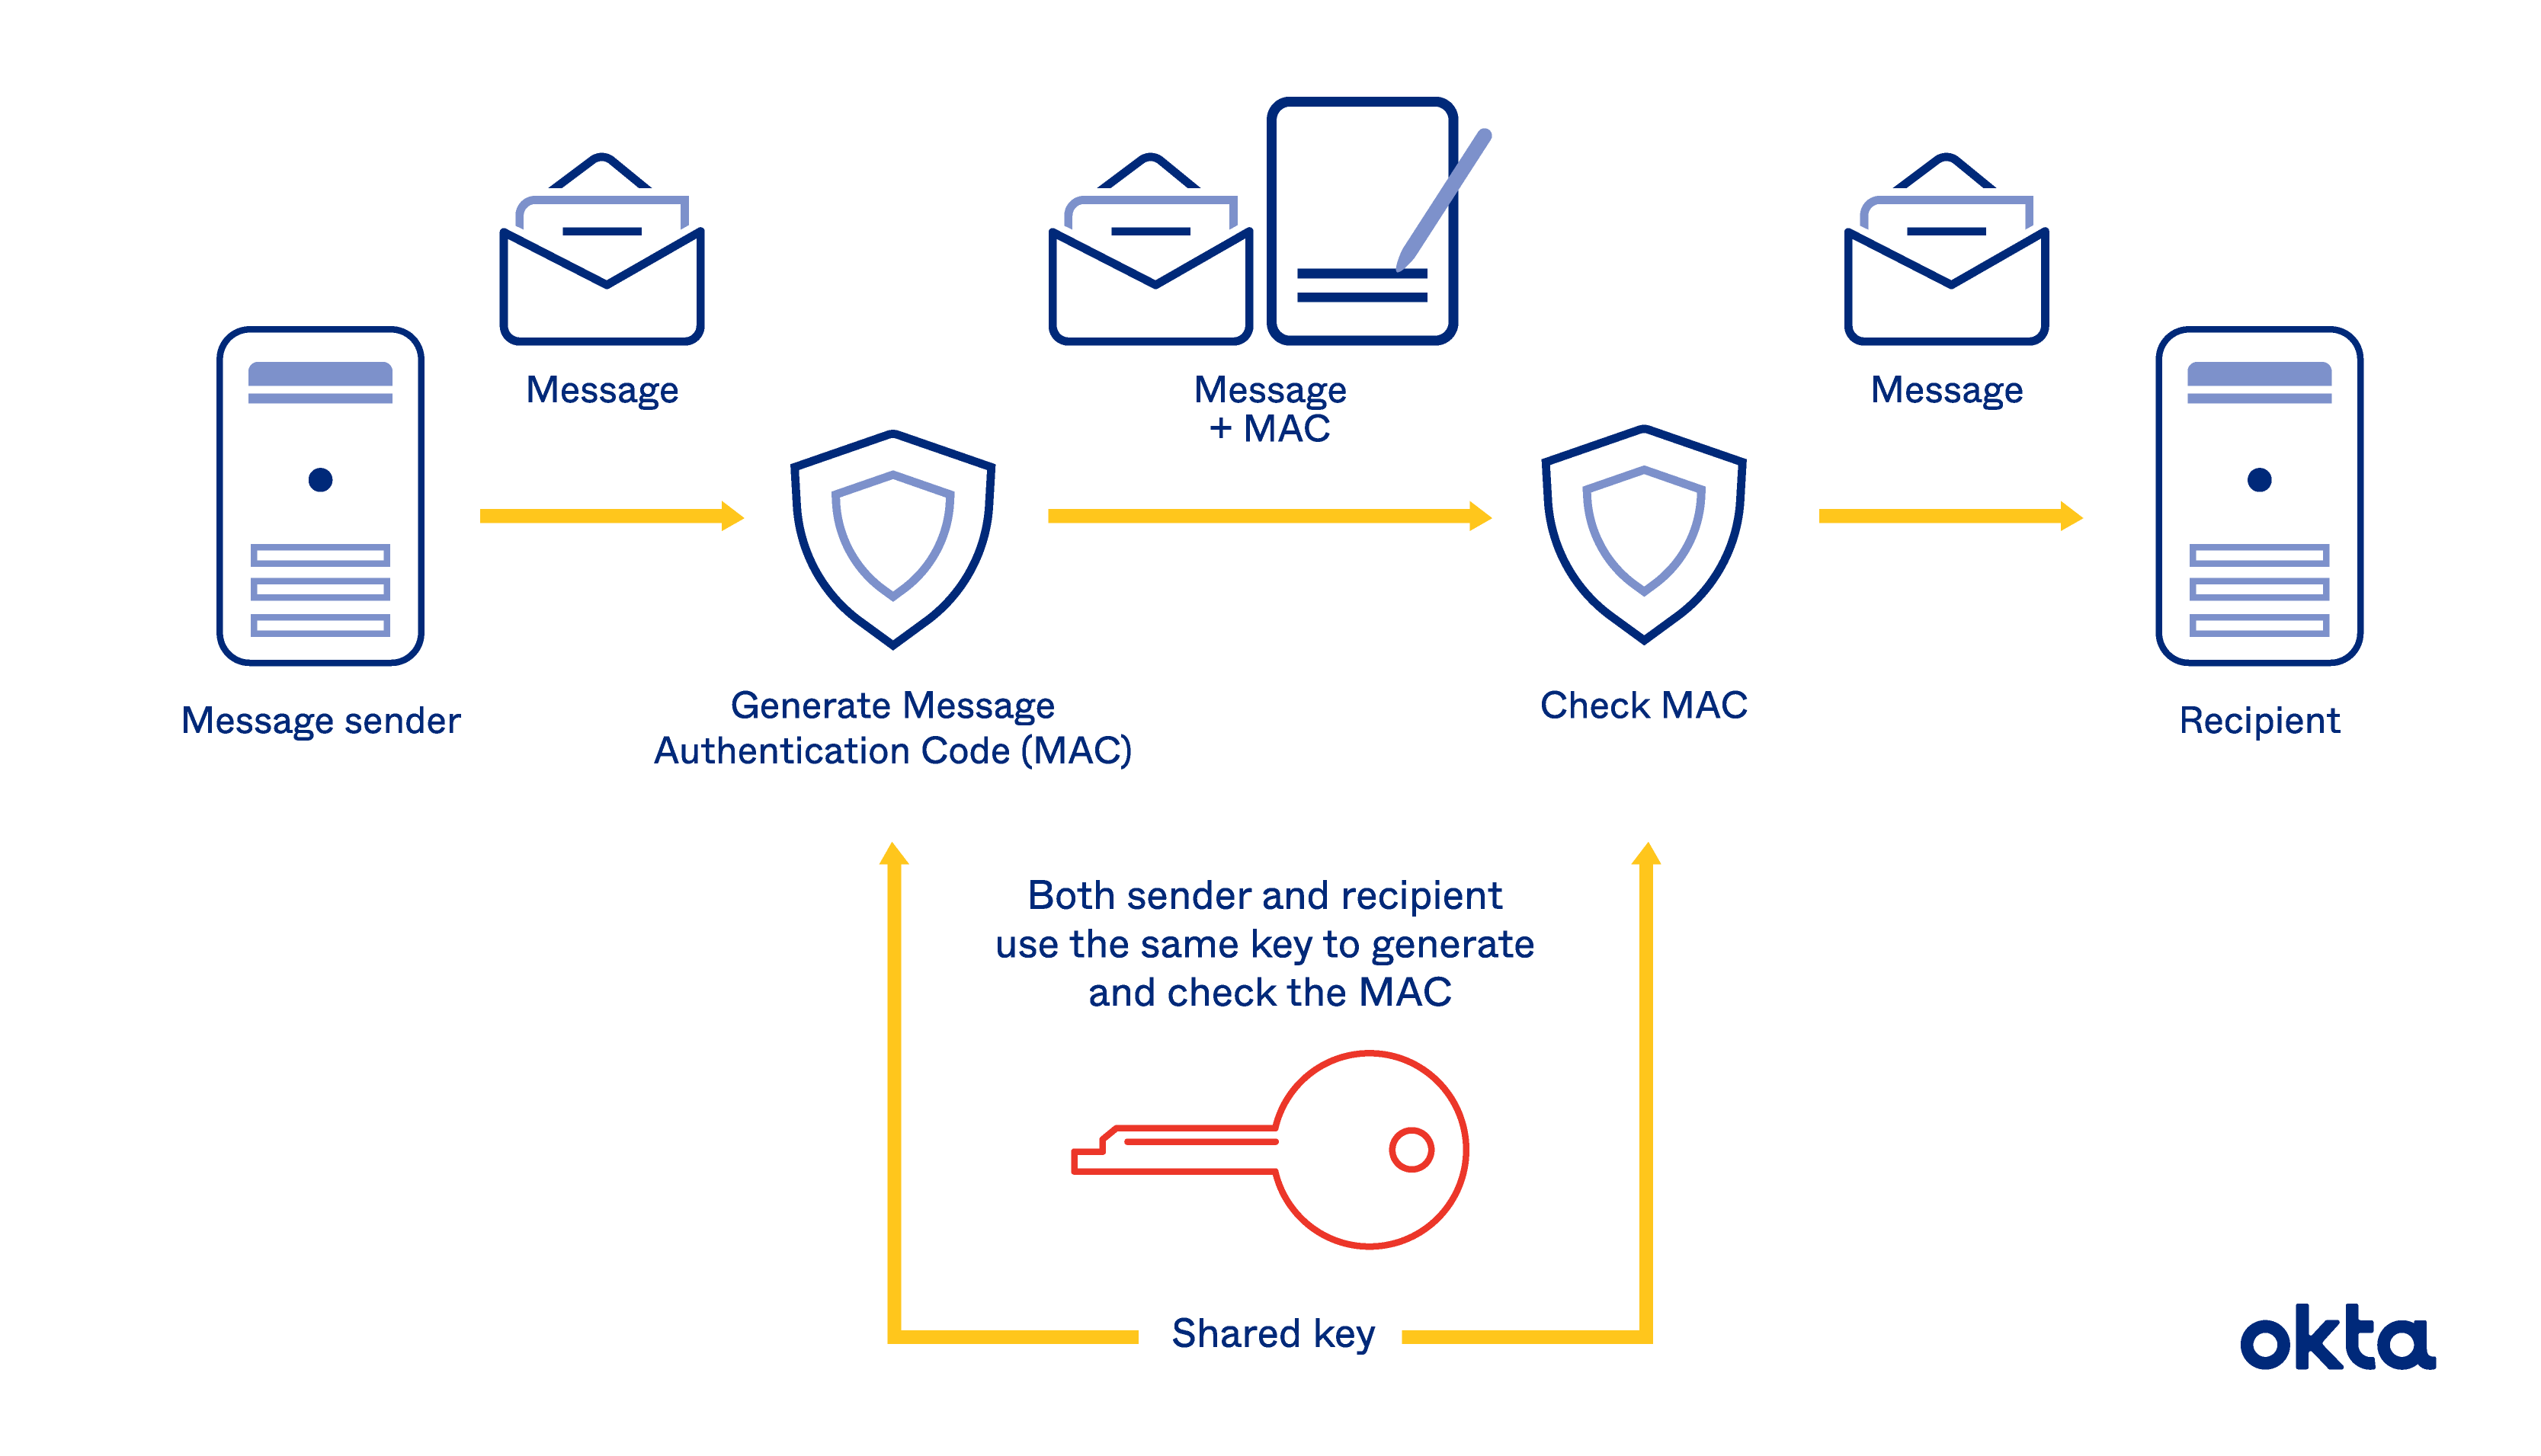 Message
Message
+ MAC
Message
Message sender
Generate Message
Authentication Code (MAC)
Check MAC
Recipient
Both sender and recipient
use the same key to generate
and check the MAC
Shared key
okta